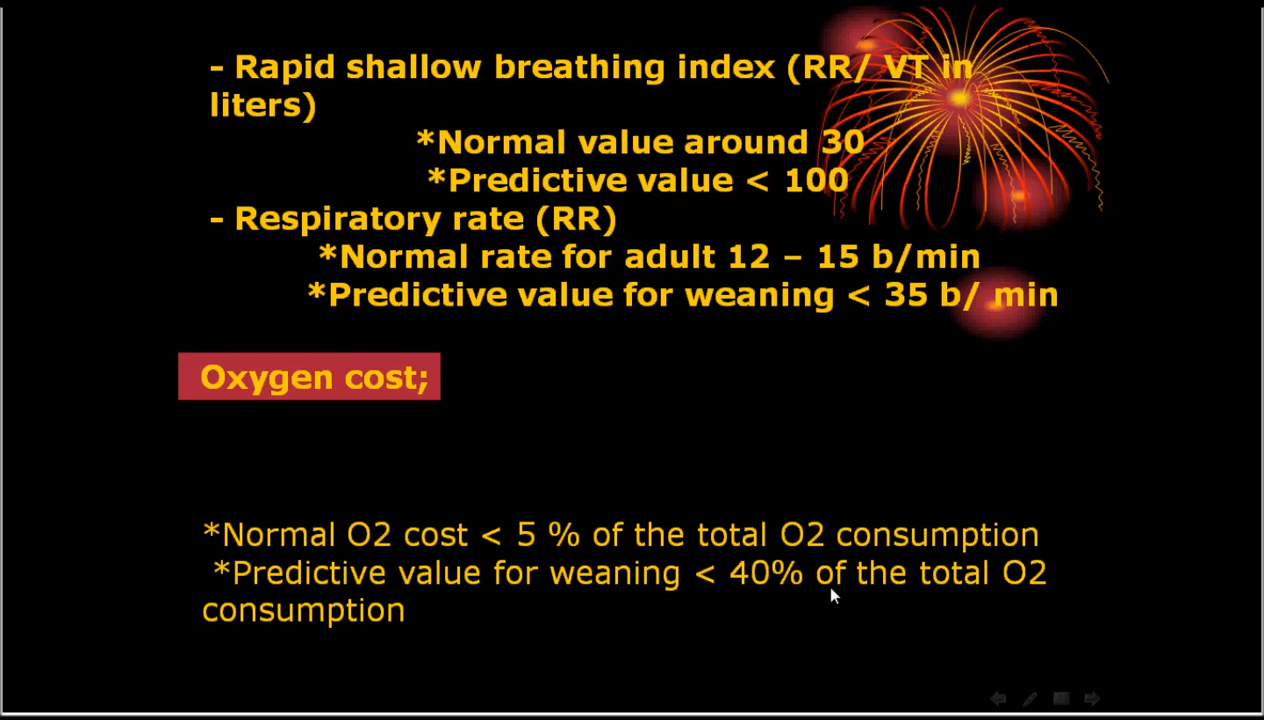 - Rapid shallow breathing index (RR/ VT in
liters)
*Normal value around 30
*Predictive value < 100
- Respiratory rate (RR)
*Normal rate for adult 12 – 15 b/min
*Predictive value for weaning < 35 b/ min
Oxygen cost;
*Normal O2 cost < 5 % of the total O2 consumption
*Predictive value for weaning < 40% of the total O2
consumption